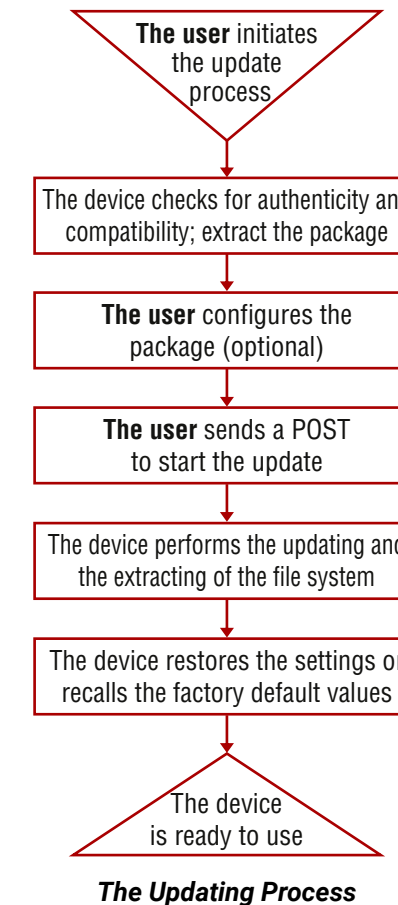 The user initiates
the update
process
The device checks for authenticity an
compatibility; extract the package
The user configures the
package (optional)
The user sends a POST
to start the update
The device performs the updating and
the extracting of the file system
The device restores the settings or
recalls the factory default values
The device
is ready to use
The Updating Process